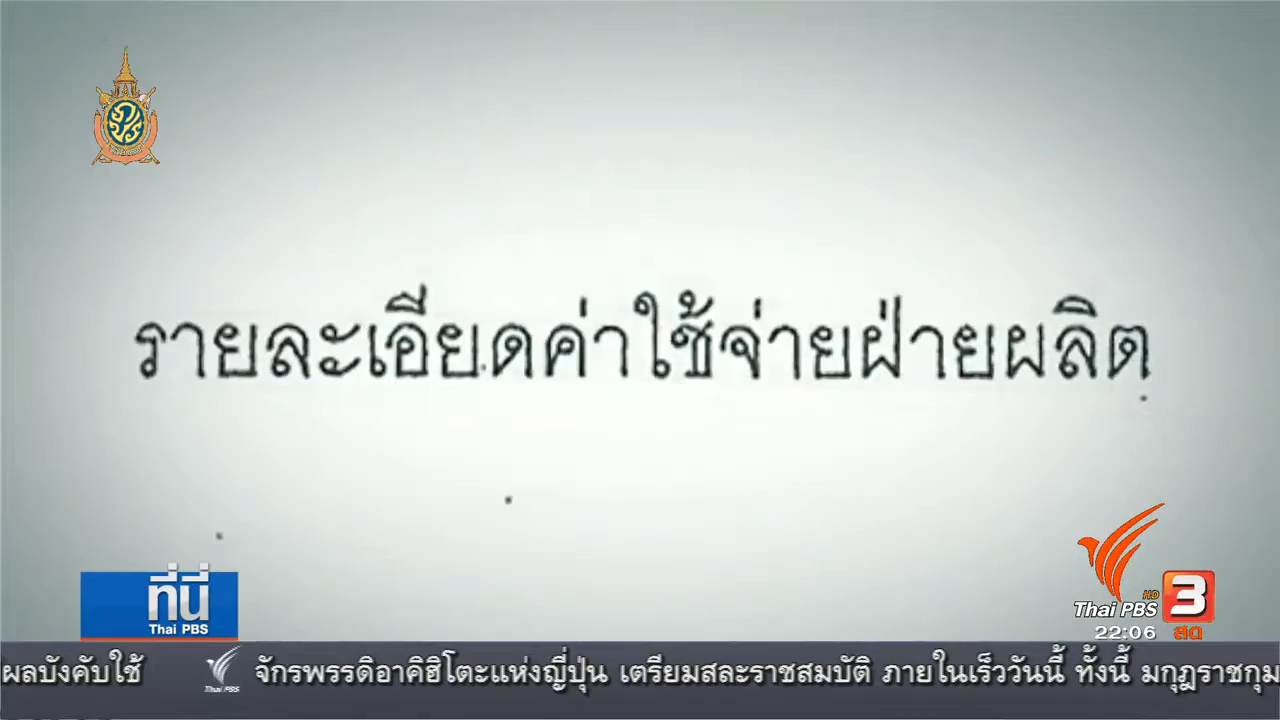 รายละเอียดค่าใช้จ่ายฝ่ายผลิต
ที่นี่
Thai PBS
Thai PBS
HD
3
22:06
สด
ผลบังคับใช้
Thai PBS
จักรพรรดิอาคิฮิโตะแห่งญี่ปุ่น เตรียมสละราชสมบัติ ภายในเร็ววันนี้ ทั้งนี้ มกุฎราชกุม